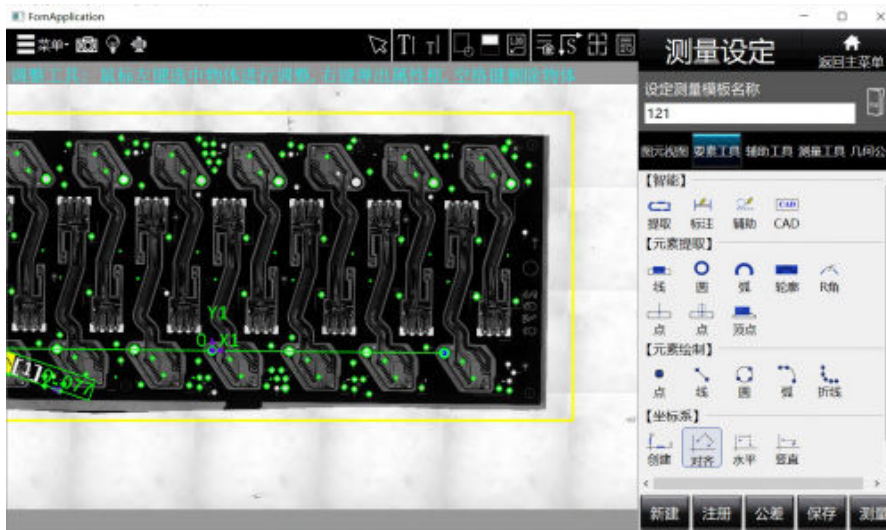 FomApplication
菜单-
测量设定
返回主菜单
调整工具: 鼠标左键选中物体进行调整, 右键弹出属性框, 空格键删除物体
设定测量模板名称
121
图元视图 要素工具 辅助工具 测量工具 几何公
【智能】
提取 标注 辅助 CAD
【元素提取】
线 圆 弧 轮廓 R角
点 点 顶点
【元素绘制】
点 线 圆 弧 折线
【坐标系】
创建 对齐 水平 竖直
新建 注册 公差 保存 测量
Y1
O X1
[1]0.077